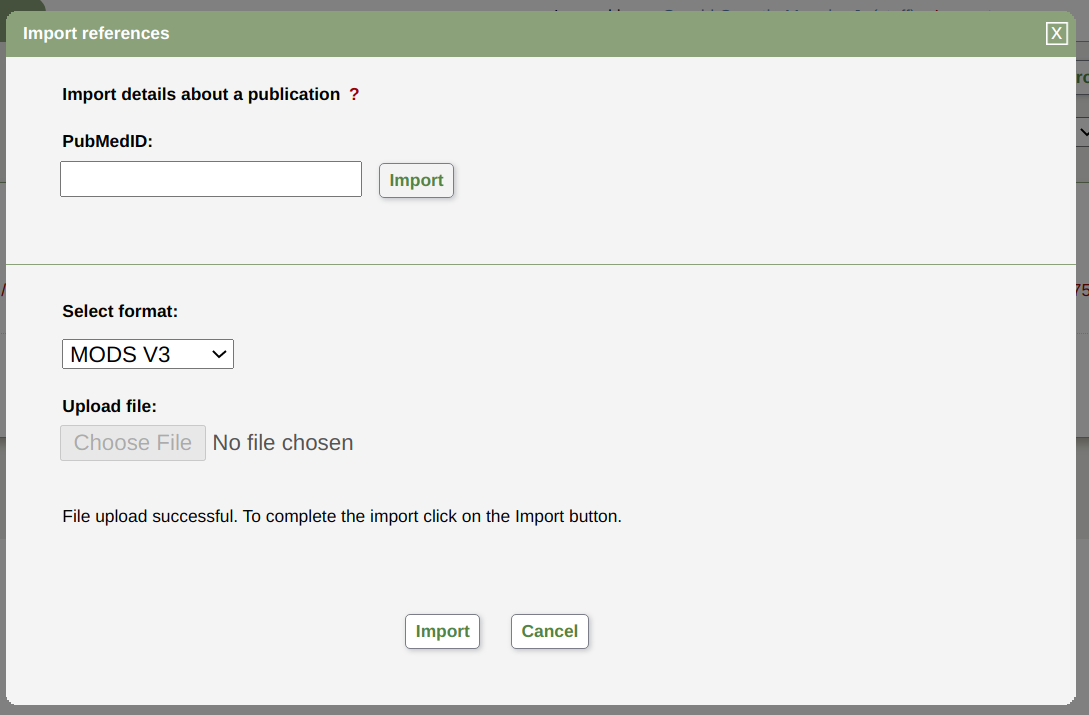 Import references
X
Import details about a publication ?
PubMedID:
Import
Select format:
MODS V3
Upload file:
Choose File No file chosen
File upload successful. To complete the import click on the Import button.
Import Cancel